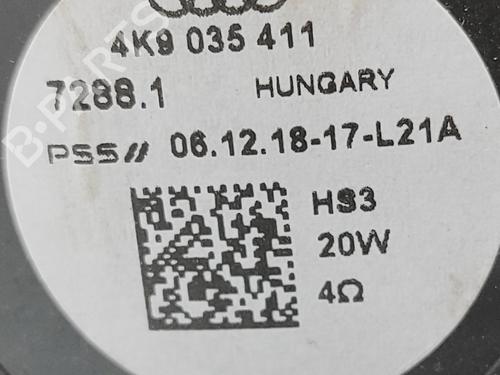 4K9 035 411
7288.1 HUNGARY
PSS// 06.12.18-17-L21A
HS3
20W
4Ω
B-PARTS